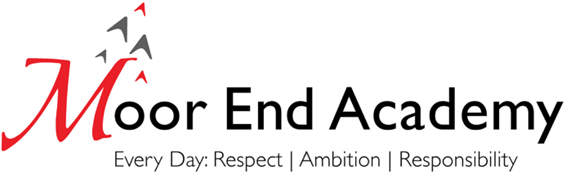 Moor End Academy
Every Day: Respect | Ambition | Responsibility